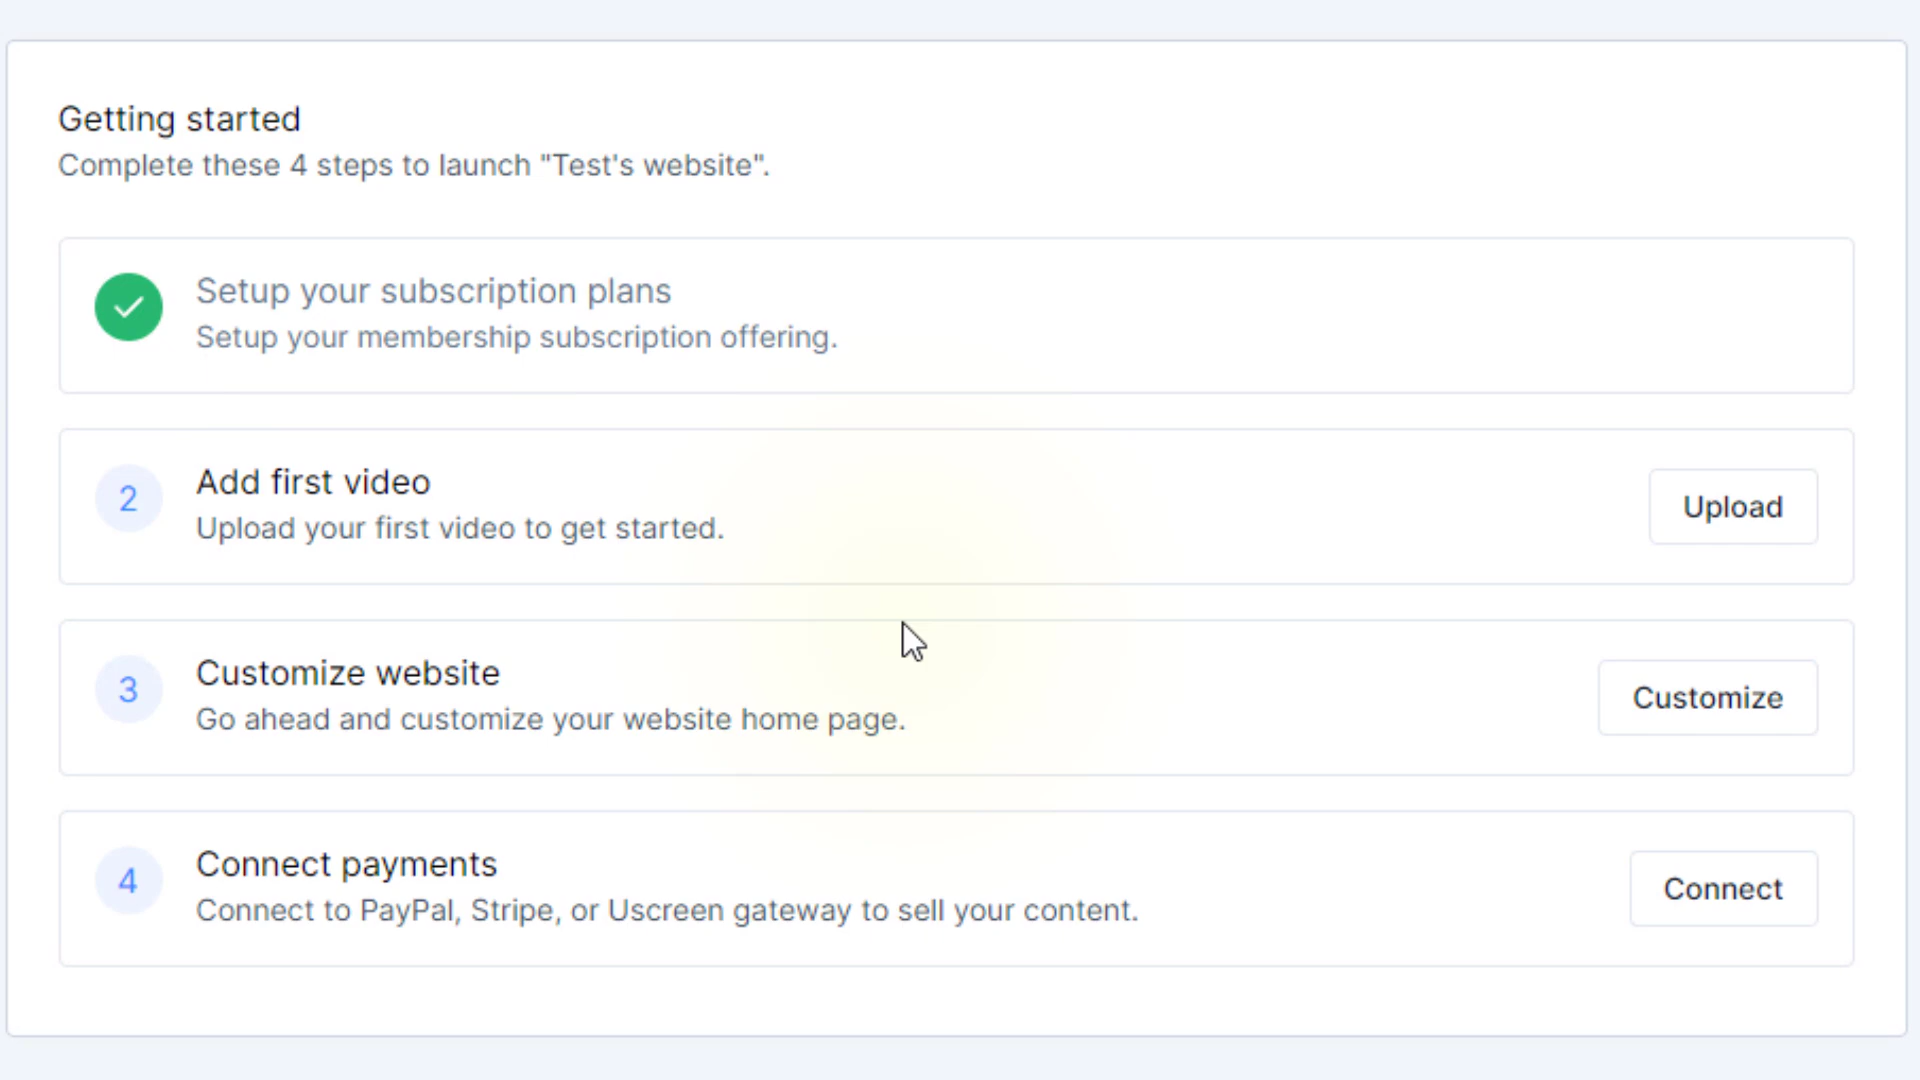 Getting started
Complete these 4 steps to launch "Test's website".
Setup your subscription plans
Setup your membership subscription offering.
2
Add first video
Upload your first video to get started.
Upload
3
Customize website
Go ahead and customize your website home page.
Customize
4
Connect payments
Connect to PayPal, Stripe, or Uscreen gateway to sell your content.
Connect